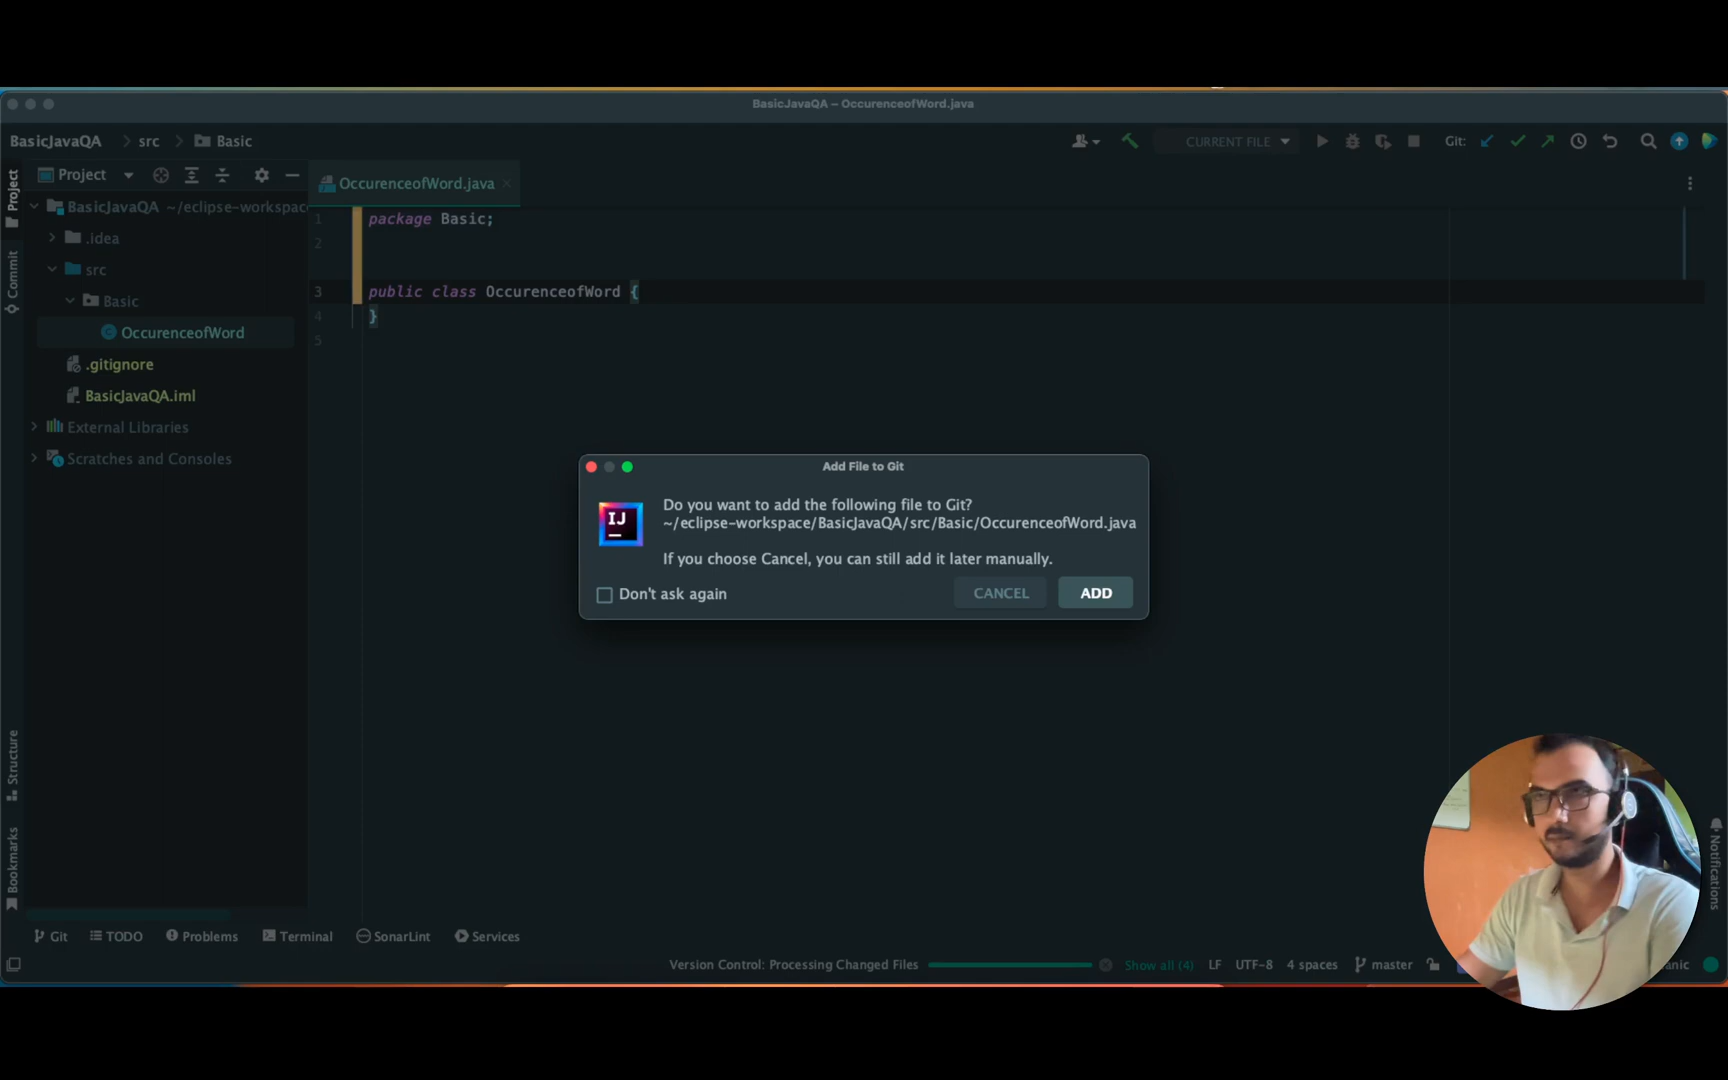 BasicJavaQA – OccurenceofWord.java
BasicJavaQA src Basic
CURRENT FILE
Git:
Project
Project
OccurenceofWord.java
BasicJavaQA ~/eclipse-workspac
.idea
src
Basic
OccurenceofWord
.gitignore
BasicJavaQA.iml
External Libraries
Scratches and Consoles
Commit
Structure
Bookmarks
1 package Basic;
2
3 public class OccurenceofWord {
4 }
5
Add File to Git
IJ
Do you want to add the following file to Git?
~/eclipse-workspace/BasicJavaQA/src/Basic/OccurenceofWord.java
If you choose Cancel, you can still add it later manually.
Don't ask again
CANCEL
ADD
Notifications
Git TODO Problems Terminal SonarLint Services
Version Control: Processing Changed Files Show all (4) LF UTF-8 4 spaces master